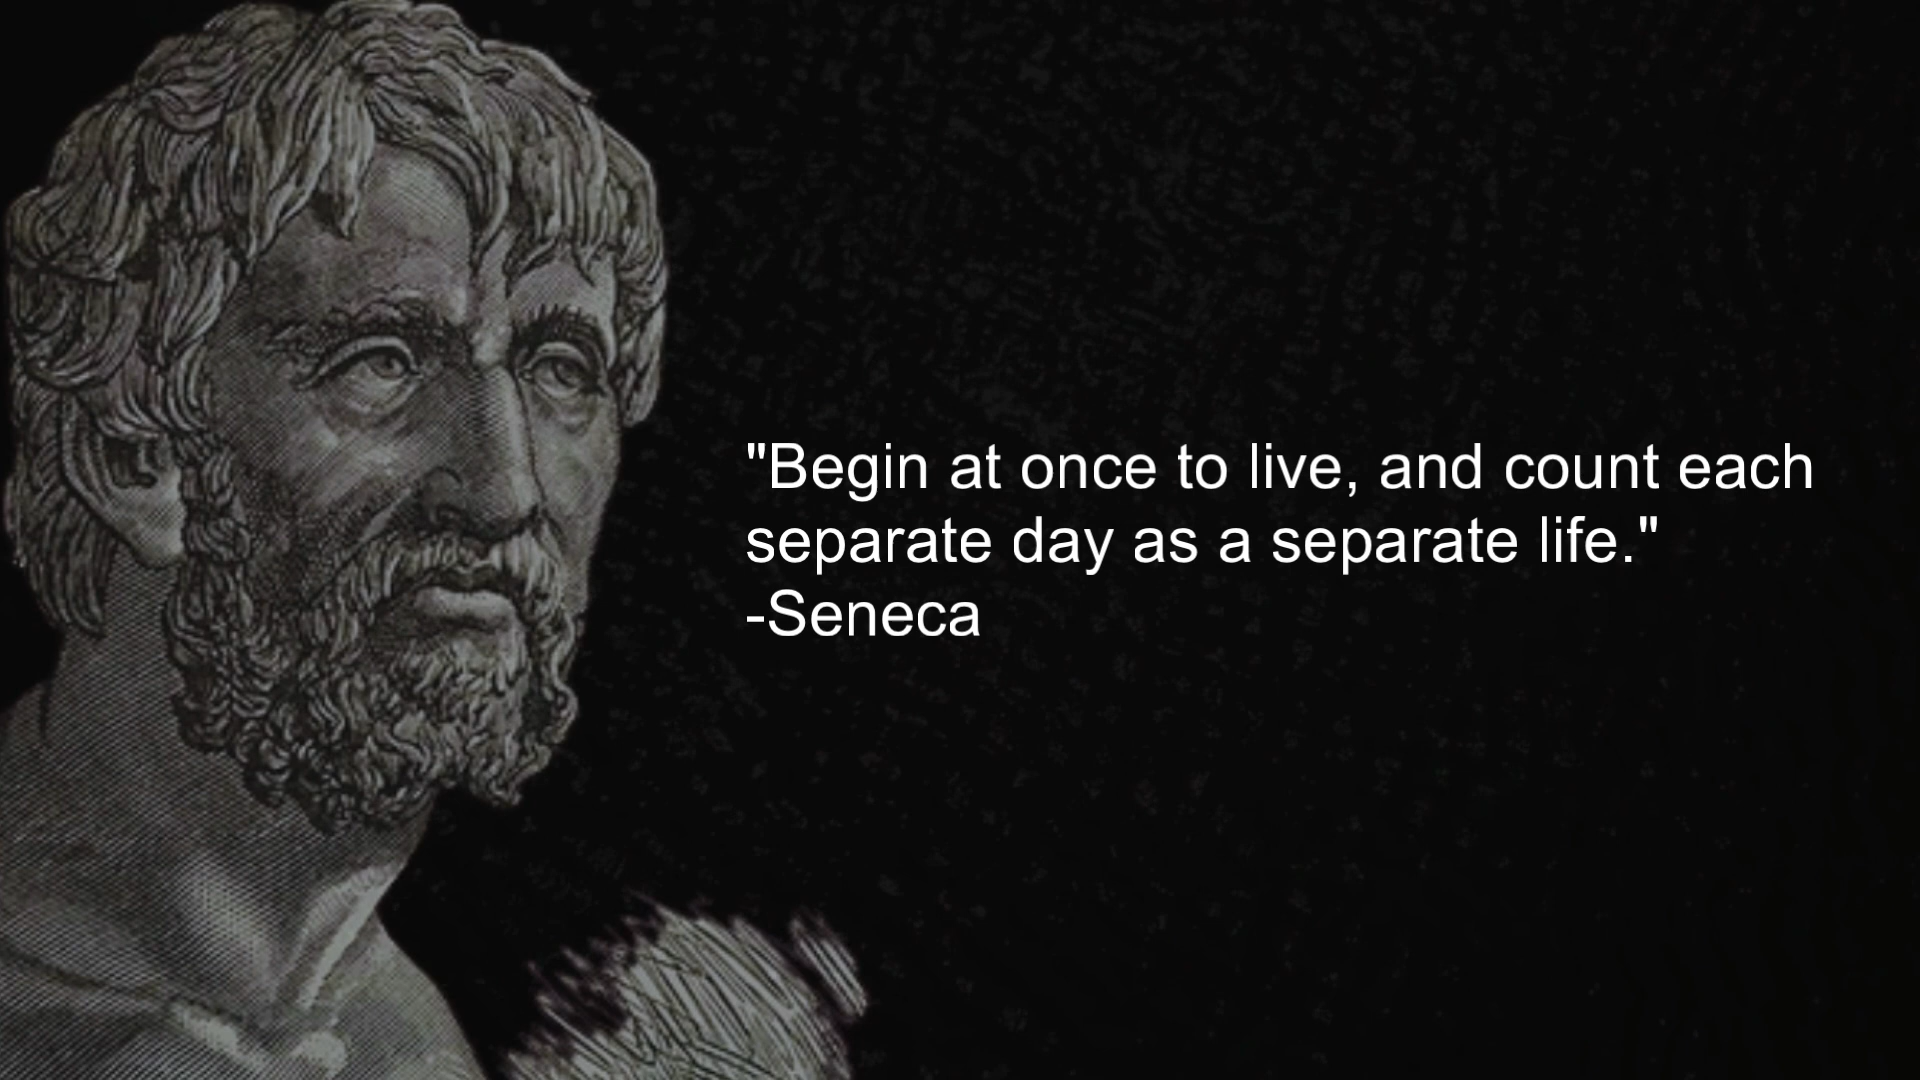 "Begin at once to live, and count each
separate day as a separate life."
-Seneca